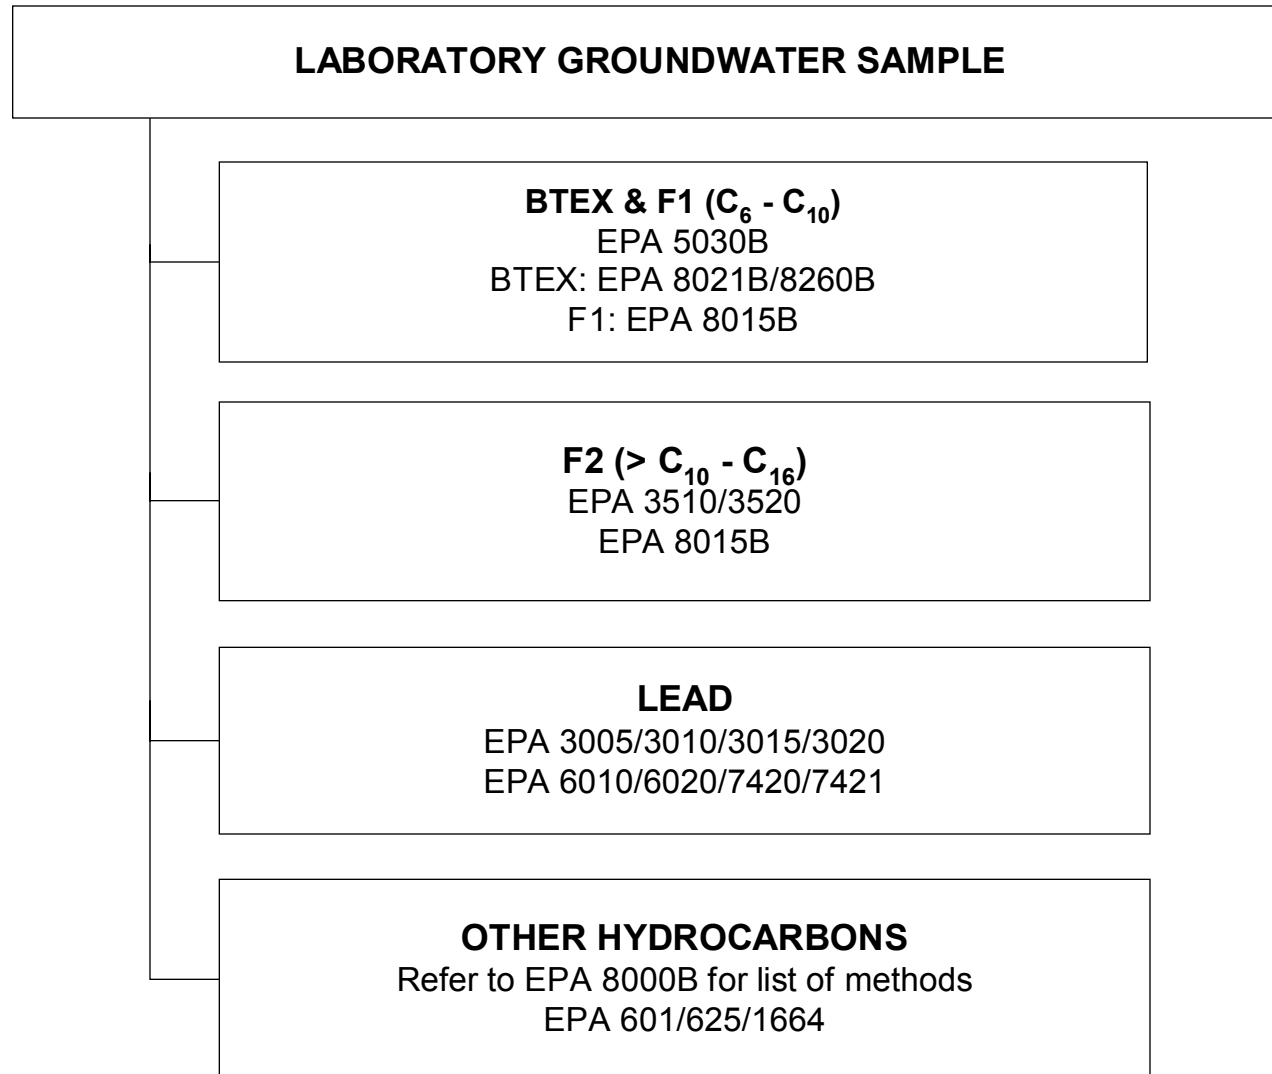 LABORATORY GROUNDWATER SAMPLE
BTEX & F1 (C₆ - C₁₀)
EPA 5030B
BTEX: EPA 8021B/8260B
F1: EPA 8015B
F2 (> C₁₀ - C₁₆)
EPA 3510/3520
EPA 8015B
LEAD
EPA 3005/3010/3015/3020
EPA 6010/6020/7420/7421
OTHER HYDROCARBONS
Refer to EPA 8000B for list of methods
EPA 601/625/1664